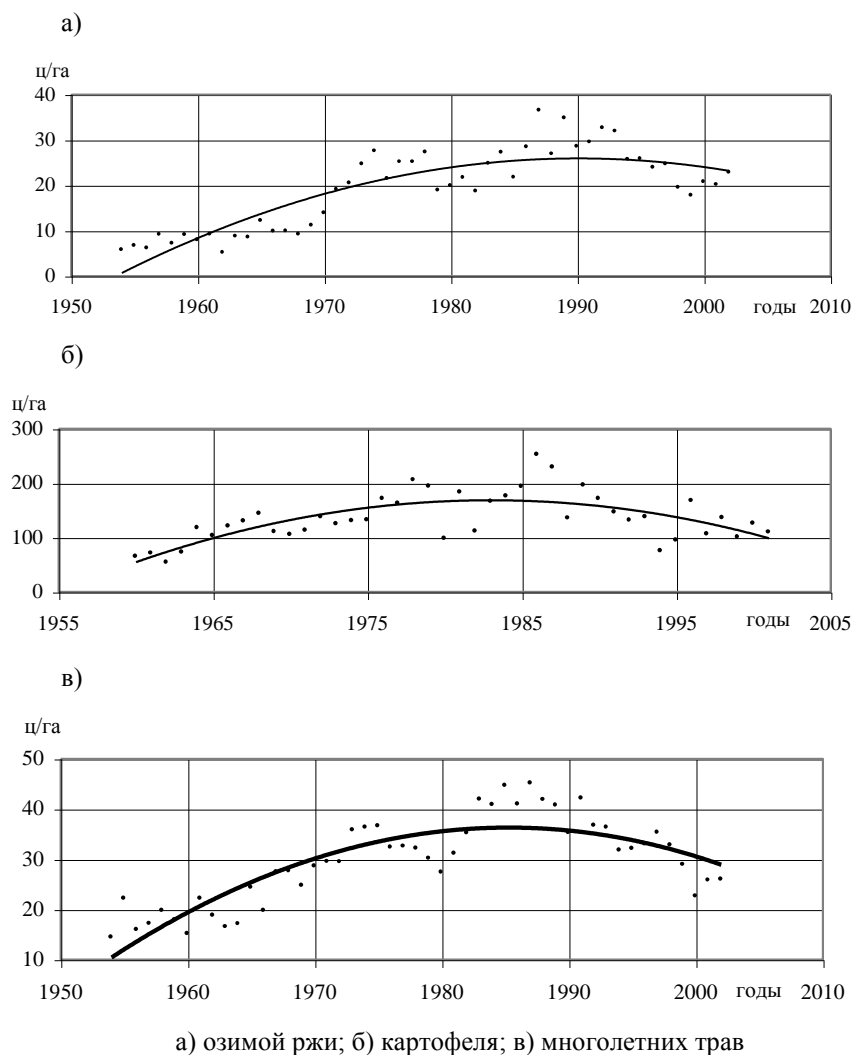 а)
ц/га
40
30
20
10
0
1950 1960 1970 1980 1990 2000 годы 2010
б)
ц/га
300
200
100
0
1955 1965 1975 1985 1995 годы 2005
в)
ц/га
50
40
30
20
10
1950 1960 1970 1980 1990 2000 годы 2010
а) озимой ржи; б) картофеля; в) многолетних трав